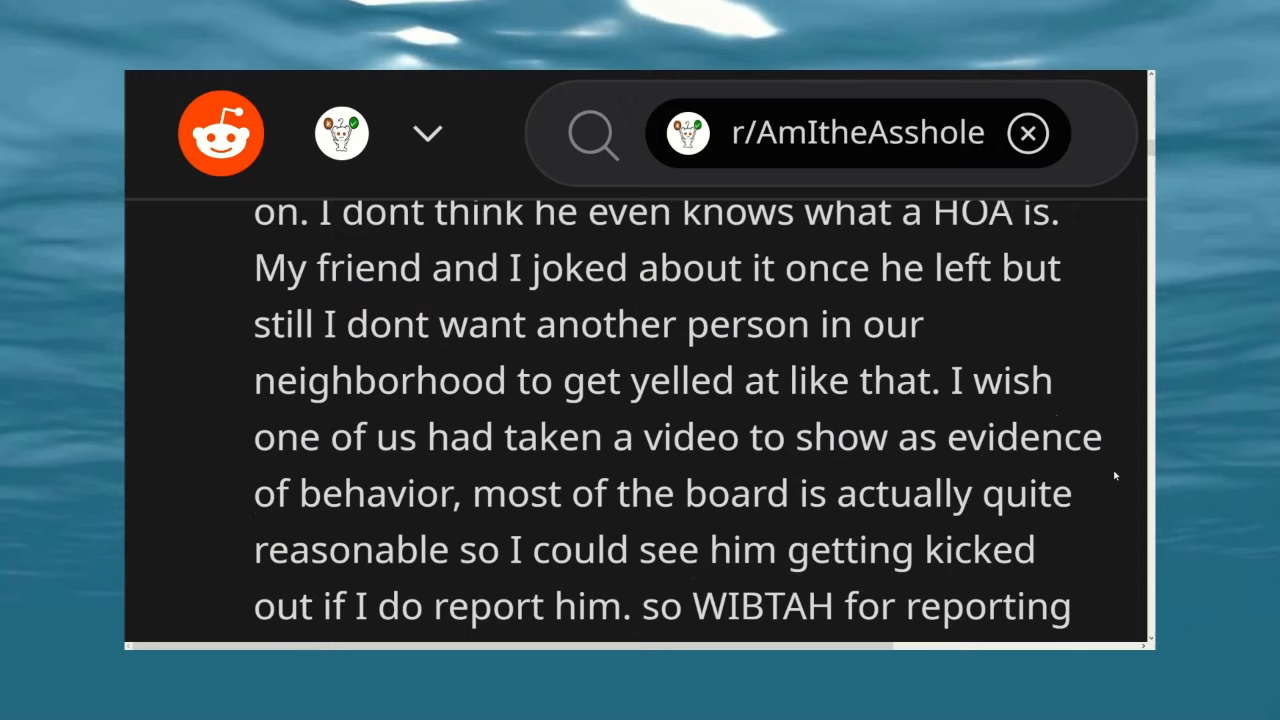 r/AmItheAsshole
on. I dont think he even knows what a HOA is.
My friend and I joked about it once he left but
still I dont want another person in our
neighborhood to get yelled at like that. I wish
one of us had taken a video to show as evidence
of behavior, most of the board is actually quite
reasonable so I could see him getting kicked
out if I do report him. so WIBTAH for reporting